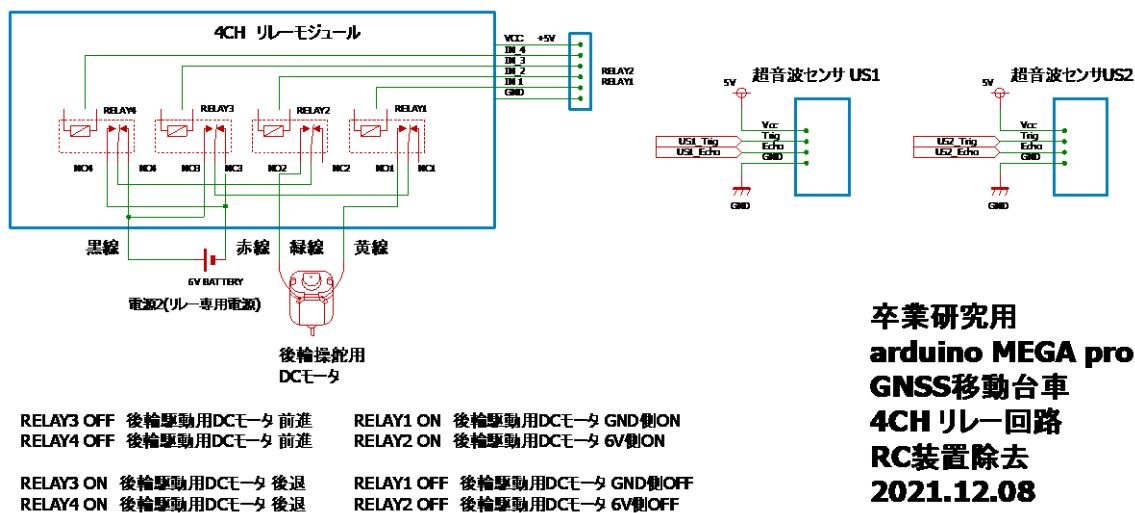 4CH リレーモジュール
VCC +5V
IN_4
IN_3
IN_2
IN_1
GND
RELAY2
RELAY1
RELAY4
RELAY3
RELAY2
RELAY1
NO4
NC4
NC3
NC3
NO2
NC2
NO1
NC1
黒線
赤線
緑線
黄線
6V BATTERY
電源2(リレー専用電源)
後輪操舵用
DCモータ
超音波センサ US1
5V
Vcc
US1_Trig
Trig
US1_Echo
Echo
GND
GND
超音波センサUS2
5V
Vcc
US2_Trig
Trig
US2_Echo
Echo
GND
GND
RELAY3 OFF 後輪駆動用DCモータ 前進
RELAY4 OFF 後輪駆動用DCモータ 前進
RELAY3 ON 後輪駆動用DCモータ 後退
RELAY4 ON 後輪駆動用DCモータ 後退
RELAY1 ON 後輪駆動用DCモータ GND側ON
RELAY2 ON 後輪駆動用DCモータ 6V側ON
RELAY1 OFF 後輪駆動用DCモータ GND側OFF
RELAY2 OFF 後輪駆動用DCモータ 6V側OFF
卒業研究用
arduino MEGA pro
GNSS移動台車
4CH リレー回路
RC装置除去
2021.12.08